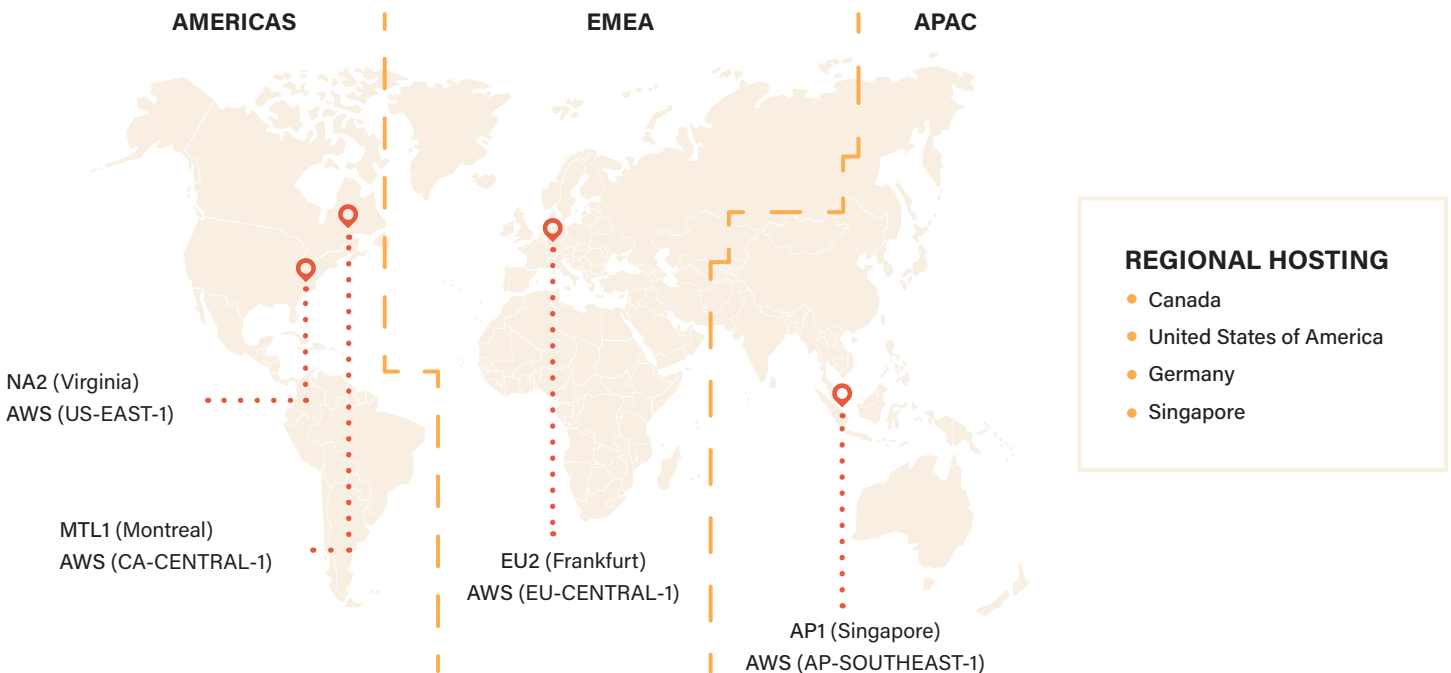 AMERICAS
EMEA
APAC
NA2 (Virginia)
AWS (US-EAST-1)
MTL1 (Montreal)
AWS (CA-CENTRAL-1)
EU2 (Frankfurt)
AWS (EU-CENTRAL-1)
AP1 (Singapore)
AWS (AP-SOUTHEAST-1)
REGIONAL HOSTING
Canada
United States of America
Germany
Singapore